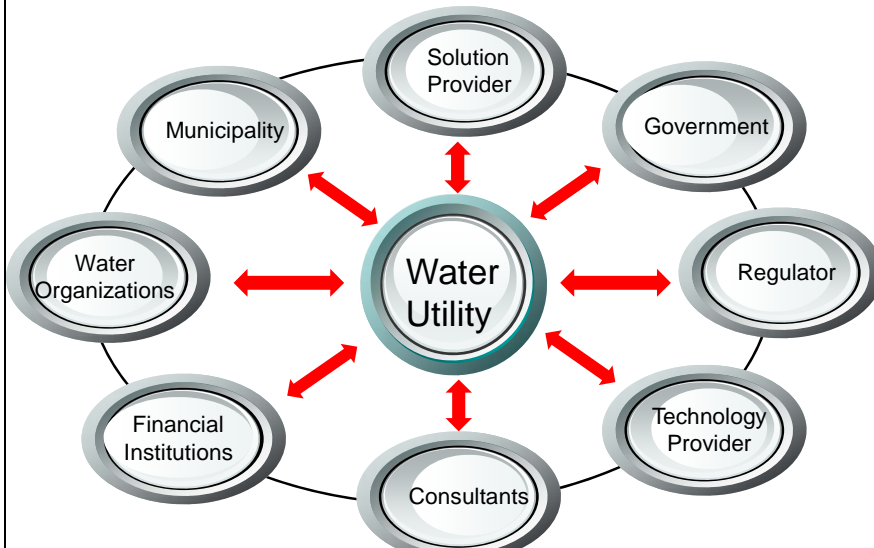 Solution
Provider
Municipality
Government
Water
Organizations
Water
Utility
Regulator
Financial
Institutions
Technology
Provider
Consultants